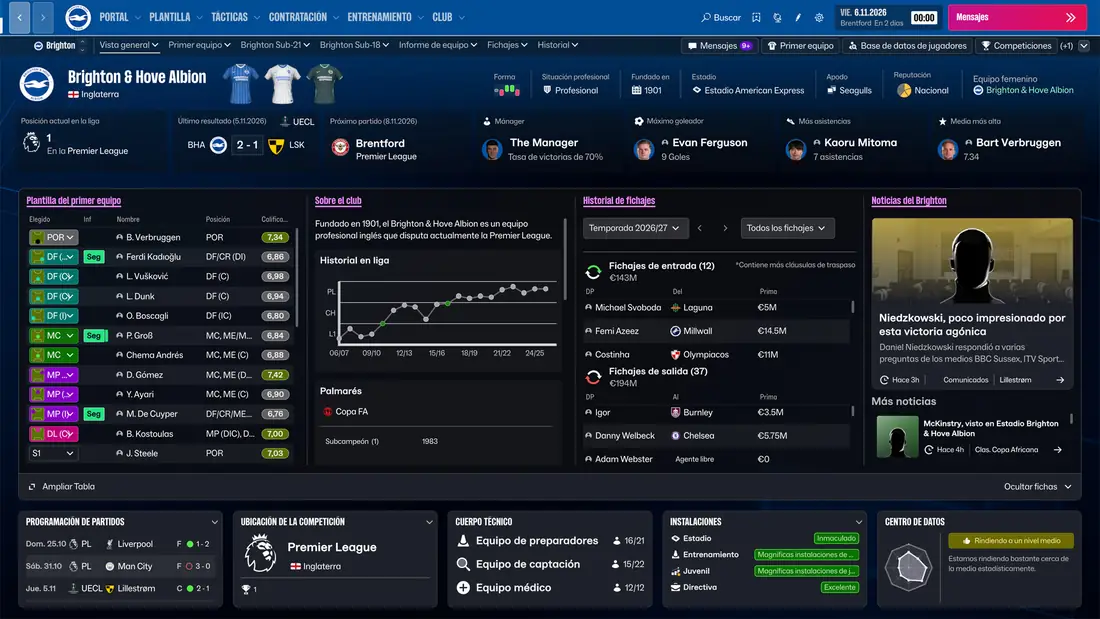 PORTAL PLANTILLA TÁCTICAS CONTRATACIÓN ENTRENAMIENTO CLUB
Buscar
VIE. 6.11.2026
Brentford En 2 días
00:00
Mensajes
Brighton Vista general Primer equipo Brighton Sub-21 Brighton Sub-18 Informe de equipo Fichajes Historial
Mensajes 9+ Primer equipo Base de datos de jugadores Competiciones (+1)
Brighton & Hove Albion
Inglaterra
Forma
Situación profesional
Profesional
Fundado en
1901
Estadio
Estadio American Express
Apodo
Seagulls
Reputación
Nacional
Equipo femenino
Brighton & Hove Albion
Posición actual en la liga
1
En la Premier League
Último resultado (5.11.2026) UECL
BHA 2 - 1 LSK
Próximo partido (8.11.2026)
Brentford
Premier League
Mánager
The Manager
Tasa de victorias de 70%
Máximo goleador
Evan Ferguson
9 Goles
Más asistencias
Kaoru Mitoma
7 asistencias
Media más alta
Bart Verbruggen
7.34
Plantilla del primer equipo
Elegido Inf Nombre Posición Califico...
POR B. Verbruggen POR 7,34
DF (... Seg Ferdi Kadıoğlu DF/CR (DI) 6,86
DF (C) L. Vušković DF (C) 6,98
DF (C) L. Dunk DF (C) 6,94
DF (I) O. Boscagli DF (IC) 6,80
MC Seg P. Groß MC, ME/M... 6,84
MC Chema Andrés MC, ME (C) 6,88
MP ... D. Gómez MC, ME (D... 7,42
MP (... Y. Ayari MC, ME (C) 6,90
MP (I) Seg M. De Cuyper DF/CR/ME... 6,76
DL (C) B. Kostoulas MP (DIC), D... 7,00
S1 J. Steele POR 7,03
Sobre el club
Fundado en 1901, el Brighton & Hove Albion es un equipo
profesional inglés que disputa actualmente la Premier League.
Historial en liga
PL
CH
L1
06/07 09/10 12/13 15/16 18/19 21/22 24/25
Palmarés
Copa FA
Subcampeón (1) 1983
Historial de fichajes
Temporada 2026/27
Todos los fichajes
Fichajes de entrada (12)
€143M
*Contiene más cláusulas de traspaso
DP Del Prima
Michael Svoboda Laguna €5M
Femi Azeez Millwall €14.5M
Costinha Olympiacos €11M
Fichajes de salida (37)
€194M
DP Al Prima
Igor Burnley €3.5M
Danny Welbeck Chelsea €5.75M
Adam Webster Agente libre €0
Noticias del Brighton
Niedzkowski, poco impresionado por
esta victoria agónica
Daniel Niedzkowski respondió a varias
preguntas de los medios BBC Sussex, ITV Sport...
Hace 3h Comunicados Lillestrøm
Más noticias
McKinstry, visto en Estadio Brighton
& Hove Albion
Hace 4h Clas. Copa Africana
Ampliar Tabla
Ocultar fichas
PROGRAMACIÓN DE PARTIDOS
Dom. 25.10 PL Liverpool F 1 - 2
Sáb. 31.10 PL Man City F 3 - 0
Jue. 5.11 UECL Lillestrøm C 2 - 1
UBICACIÓN DE LA COMPETICIÓN
Premier League
Inglaterra
1
CUERPO TÉCNICO
Equipo de preparadores 16/21
Equipo de captación 15/22
Equipo médico 12/12
INSTALACIONES
Estadio Inmaculado
Entrenamiento Magníficas instalaciones de ...
Juvenil Magníficas instalaciones de j...
Directiva Excelente
CENTRO DE DATOS
Rindiendo a un nivel medio
Estamos rindiendo bastante cerca de
la media estadísticamente.